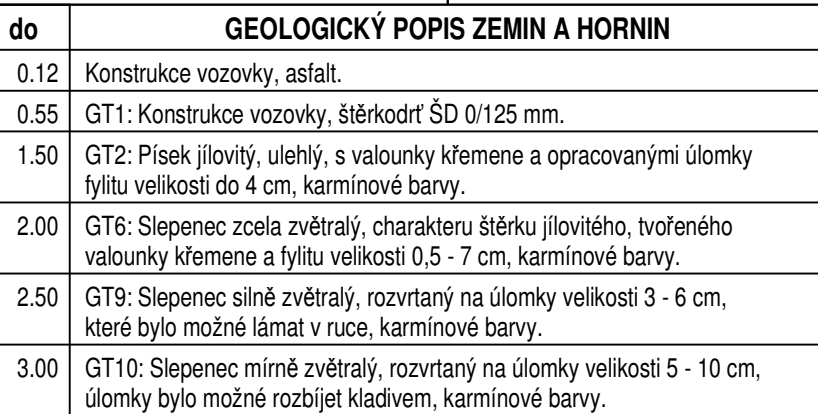 do GEOLOGICKÝ POPIS ZEMIN A HORNIN
0.12 Konstrukce vozovky, asfalt.
0.55 GT1: Konstrukce vozovky, štěrkodrť ŠD 0/125 mm.
1.50 GT2: Písek jílovitý, ulehlý, s valounky křemene a opracovanými úlomky
fylitu velikosti do 4 cm, karmínové barvy.
2.00 GT6: Slepenec zcela zvětralý, charakteru štěrku jílovitého, tvořeného
valounky křemene a fylitu velikosti 0,5 - 7 cm, karmínové barvy.
2.50 GT9: Slepenec silně zvětralý, rozvrtaný na úlomky velikosti 3 - 6 cm,
které bylo možné lámat v ruce, karmínové barvy.
3.00 GT10: Slepenec mírně zvětralý, rozvrtaný na úlomky velikosti 5 - 10 cm,
úlomky bylo možné rozbíjet kladivem, karmínové barvy.